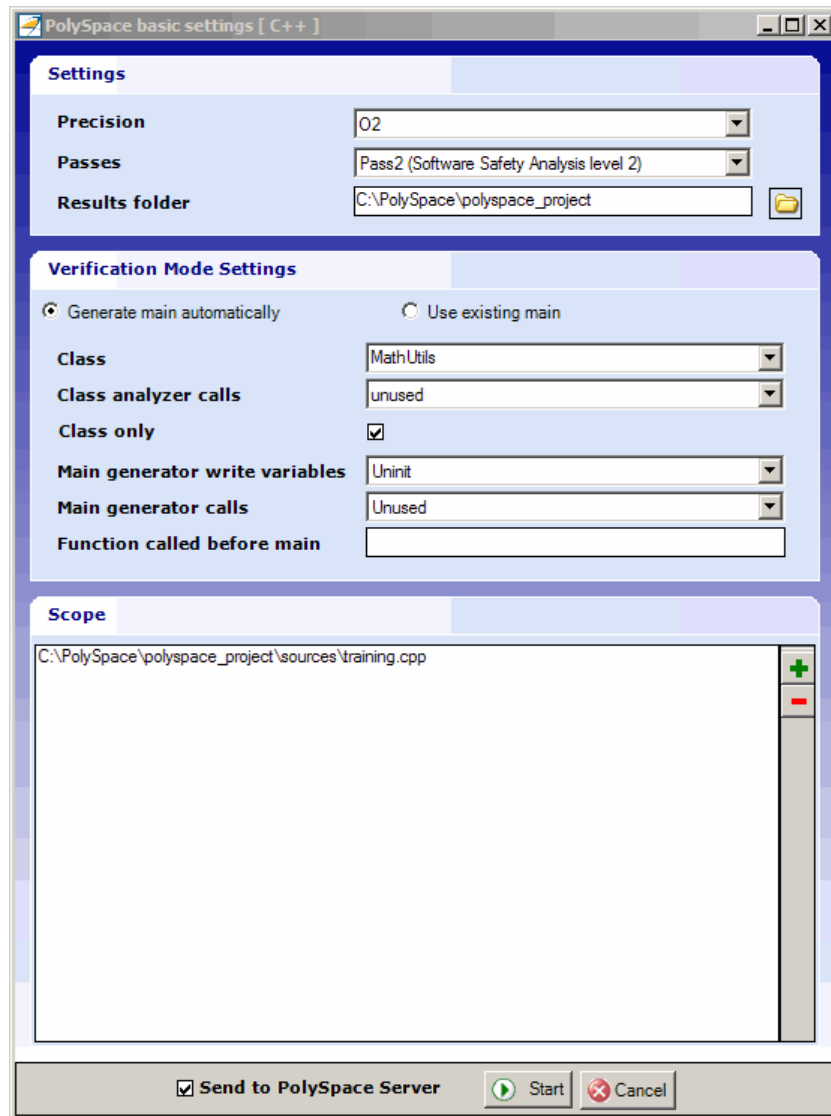 PolySpace basic settings [ C++ ]
Settings
Precision O2
Passes Pass2 (Software Safety Analysis level 2)
Results folder C:\PolySpace\polyspace_project
Verification Mode Settings
Generate main automatically Use existing main
Class MathUtils
Class analyzer calls unused
Class only
Main generator write variables Uninit
Main generator calls Unused
Function called before main
Scope
C:\PolySpace\polyspace_project\sources\training.cpp
Send to PolySpace Server Start Cancel